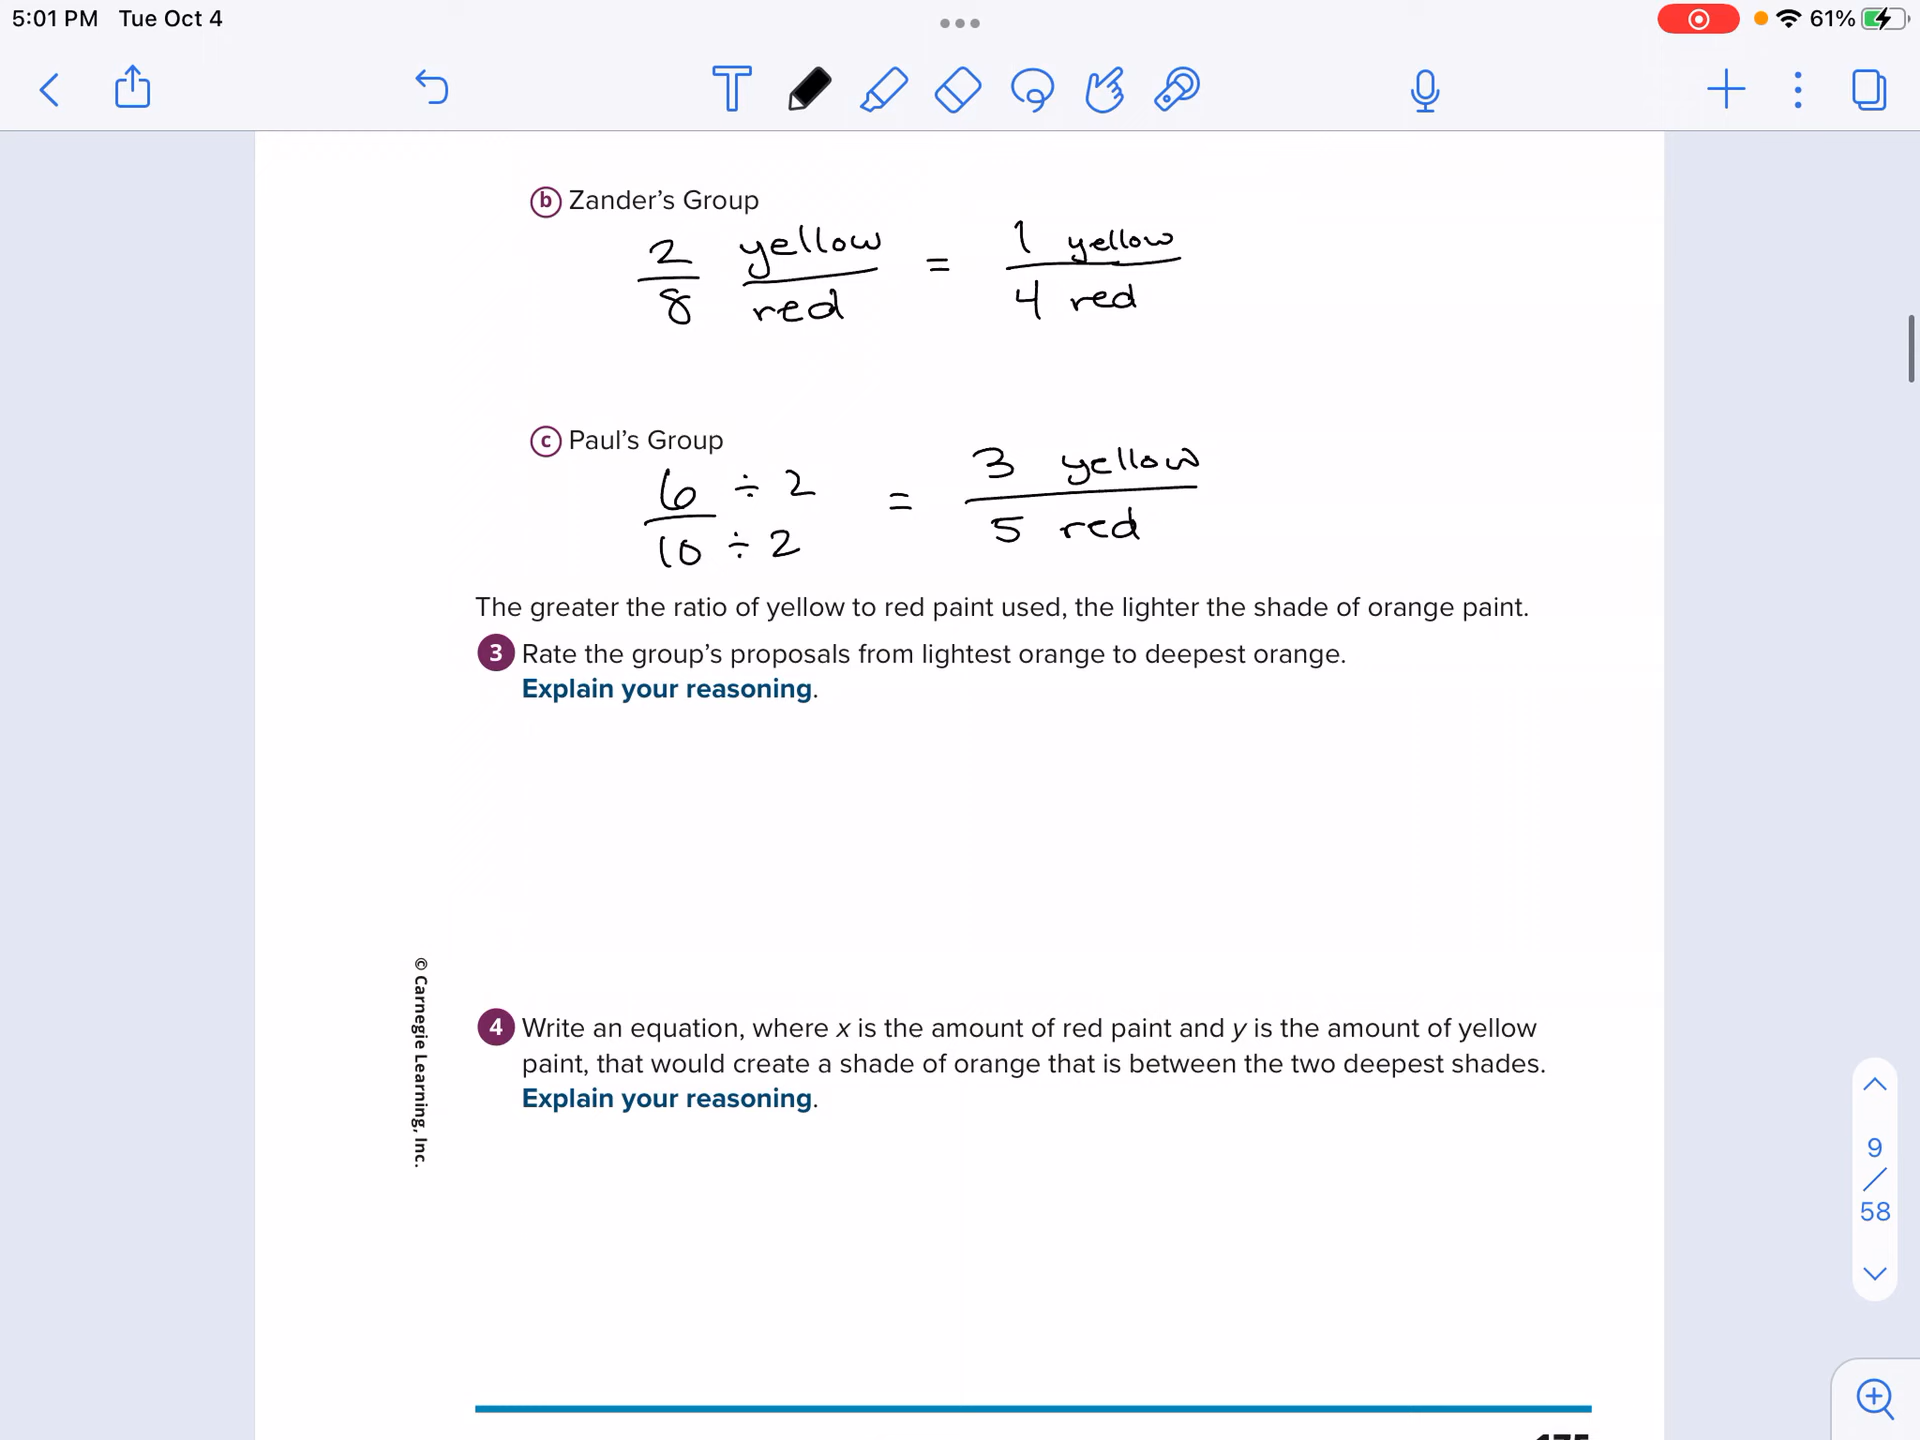 5:01 PM Tue Oct 4
61%
b Zander's Group
2/8 yellow/red = 1 yellow/4 red
c Paul's Group
6 ÷ 2/10 ÷ 2 = 3 yellow/5 red
The greater the ratio of yellow to red paint used, the lighter the shade of orange paint.
3 Rate the group's proposals from lightest orange to deepest orange.
Explain your reasoning.
© Carnegie Learning, Inc.
4 Write an equation, where x is the amount of red paint and y is the amount of yellow
paint, that would create a shade of orange that is between the two deepest shades.
Explain your reasoning.
9
/
58